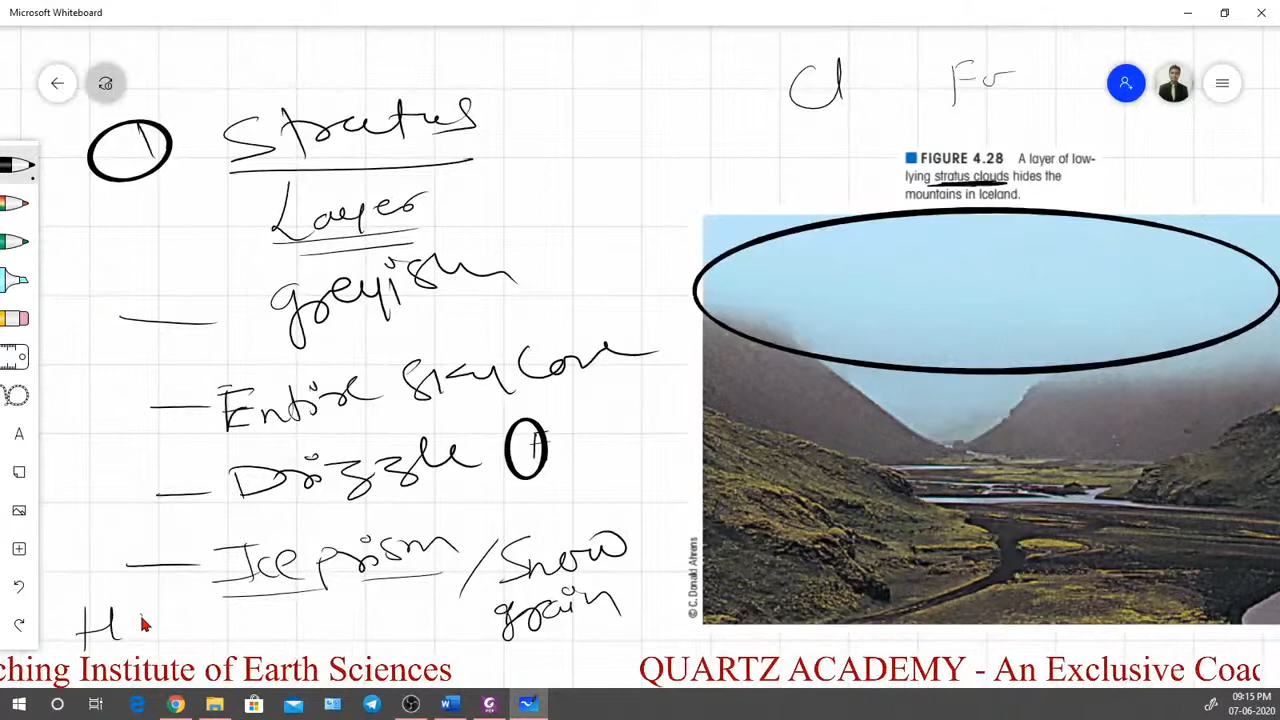 Microsoft Whiteboard
Cl Fo
1 Stratus
Layer
greyish
— Entire sky Cover
— Drizzle
— Ice prism / Snow
grain
H
FIGURE 4.28 A layer of low-
lying stratus clouds hides the
mountains in Iceland.
© C. Donald Ahrens
ching Institute of Earth Sciences QUARTZ ACADEMY - An Exclusive Coa
09:15 PM
07-06-2020